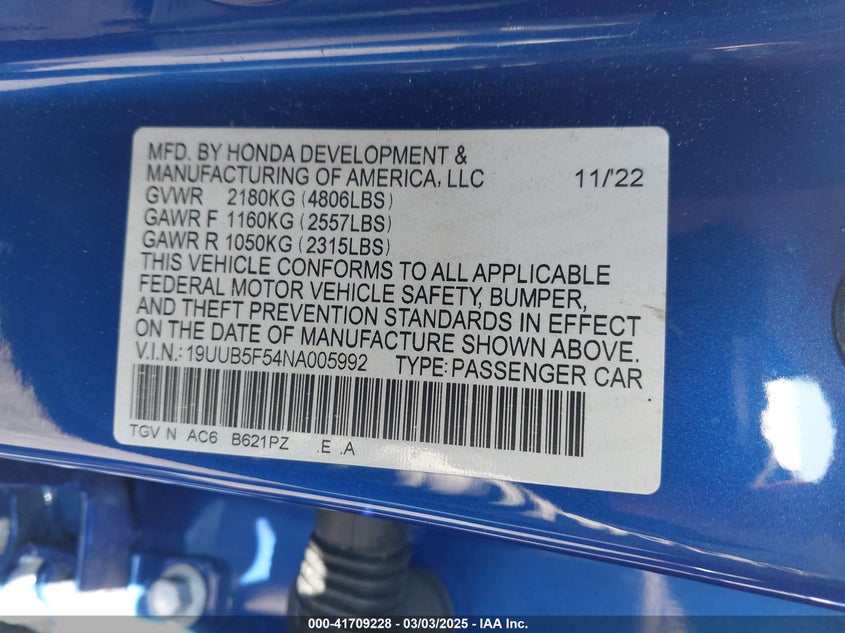 MFD. BY HONDA DEVELOPMENT &
MANUFACTURING OF AMERICA, LLC 11/'22
GVWR 2180KG (4806LBS)
GAWR F 1160KG (2557LBS)
GAWR R 1050KG (2315LBS)
THIS VEHICLE CONFORMS TO ALL APPLICABLE
FEDERAL MOTOR VEHICLE SAFETY, BUMPER,
AND THEFT PREVENTION STANDARDS IN EFFECT
ON THE DATE OF MANUFACTURE SHOWN ABOVE.
V.I.N.: 19UUB5F54NA005992 TYPE: PASSENGER CAR
TGV N AC6 B621PZ .E .A
000-41709228 - 03/03/2025 - IAA Inc.